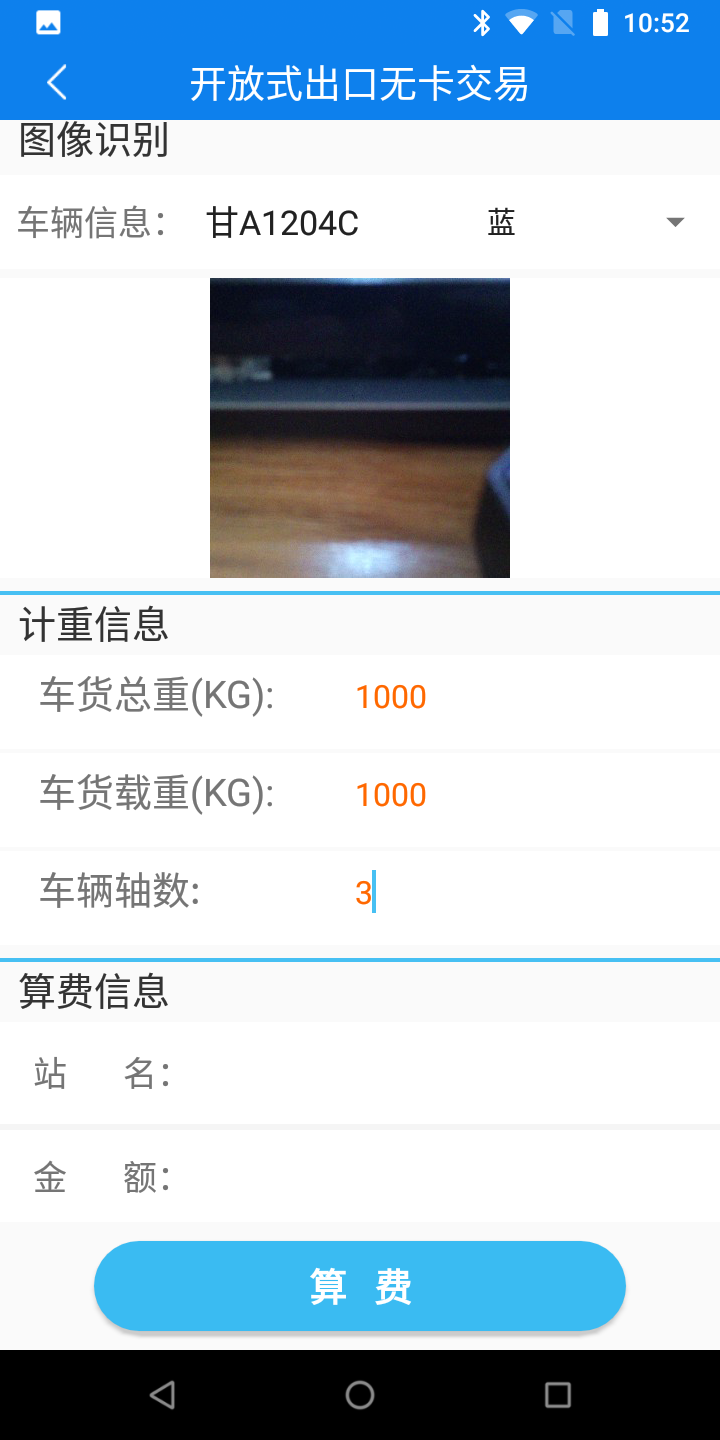 10:52
开放式出口无卡交易
图像识别
车辆信息： 甘A1204C 蓝
计重信息
车货总重(KG): 1000
车货载重(KG): 1000
车辆轴数: 3
算费信息
站 名：
金 额：
算 费